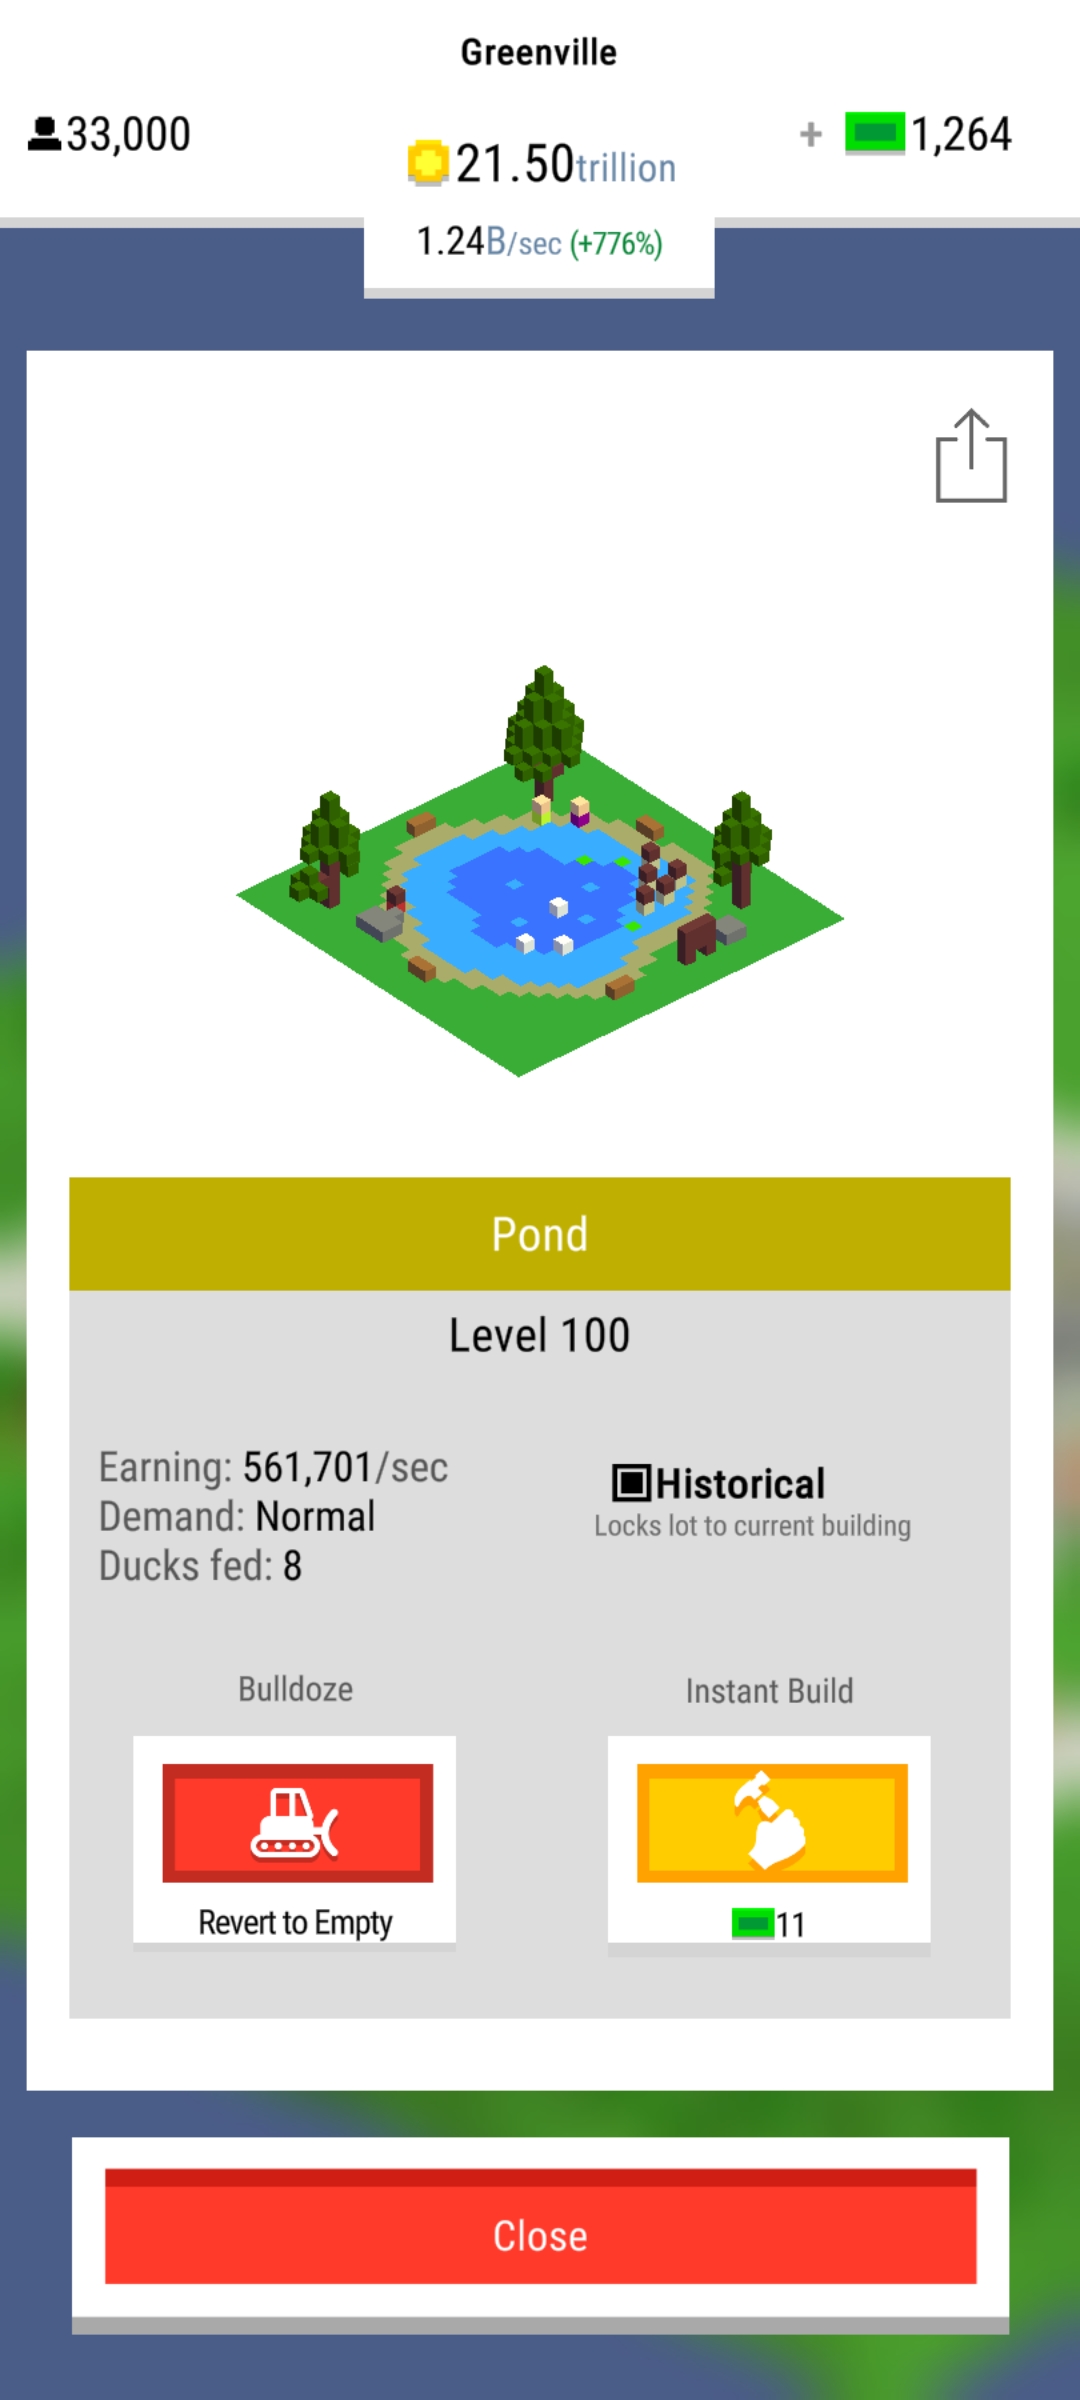 Greenville
33,000
21.50trillion
+ 1,264
1.24B/sec (+776%)
Pond
Level 100
Earning: 561,701/sec
Demand: Normal
Ducks fed: 8
Historical
Locks lot to current building
Bulldoze
Revert to Empty
Instant Build
11
Close